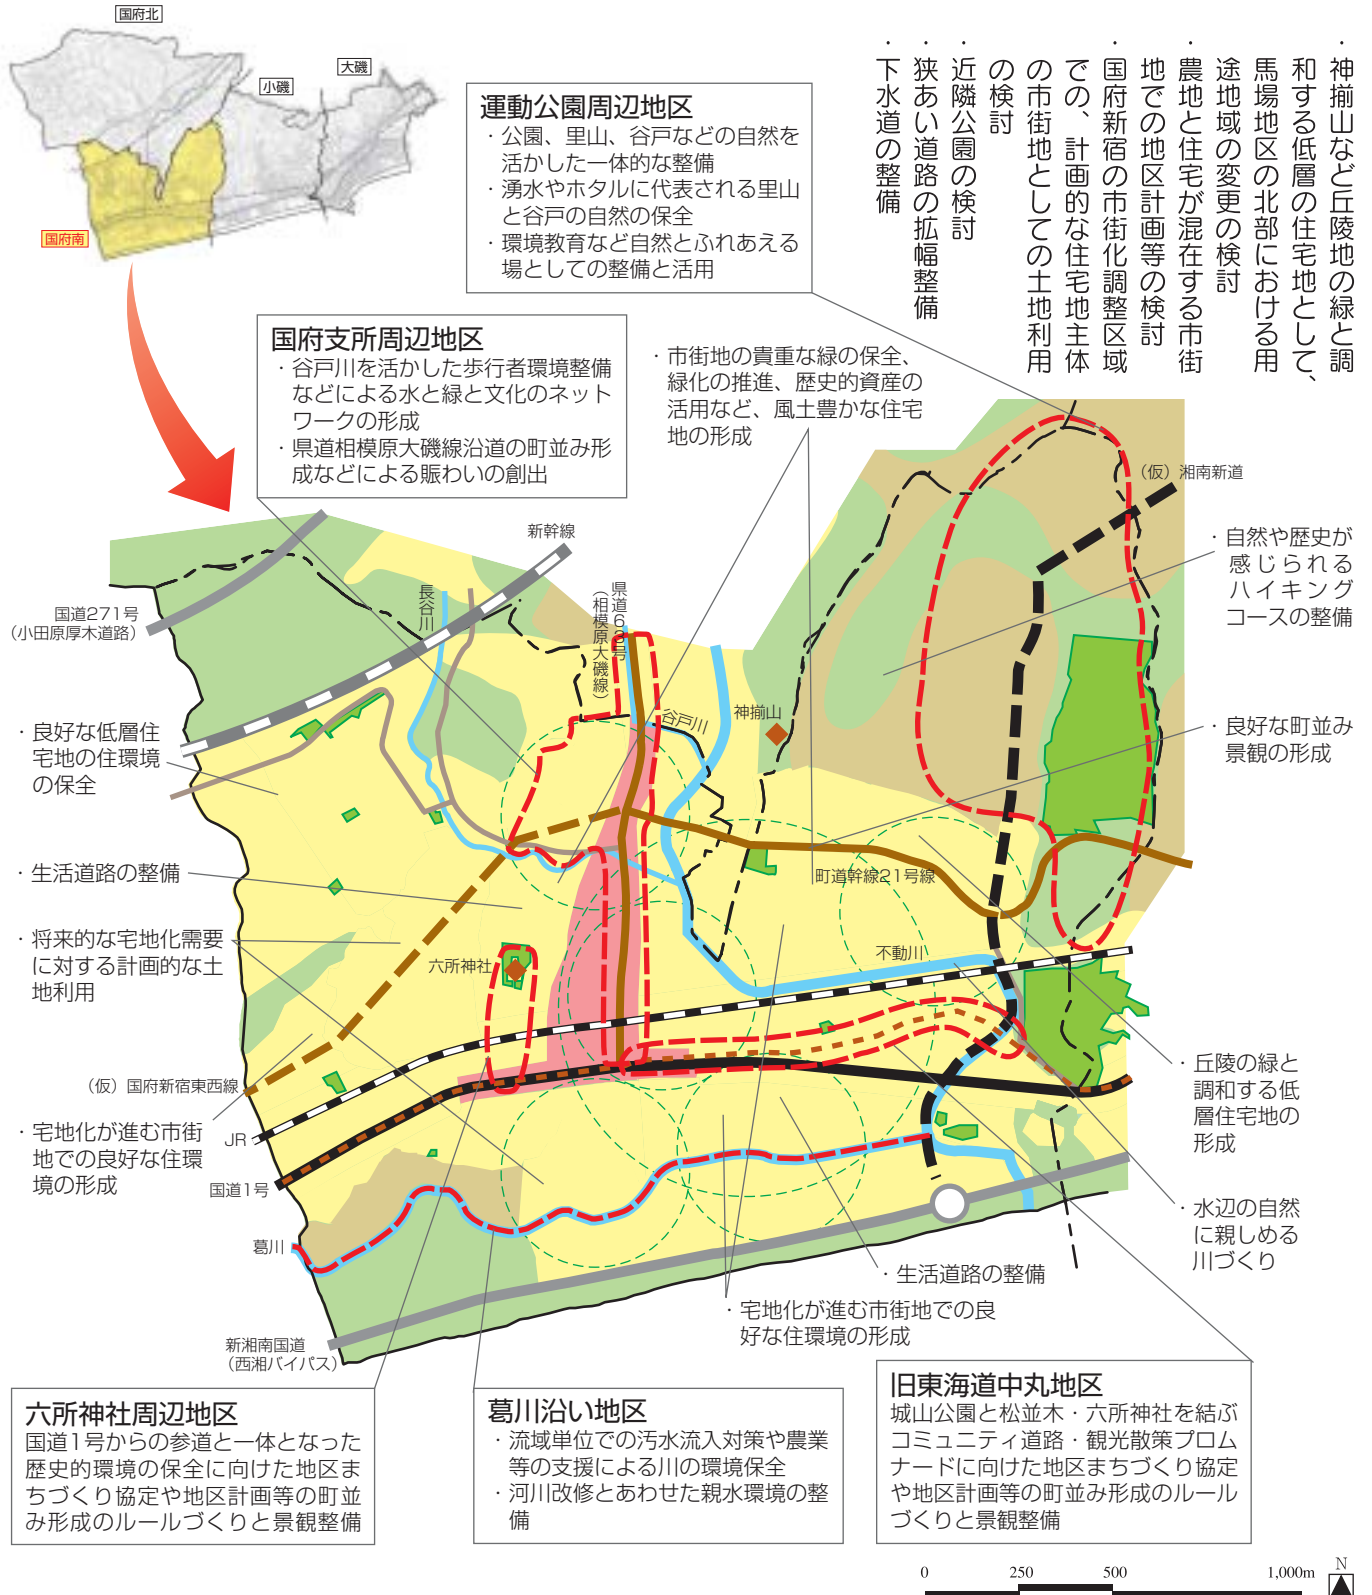 国府北
大磯
小磯
国府南
・神揃山など丘陵地の緑と調
和する低層の住宅地として、
馬場地区の北部における用
途地域の変更の検討
・農地と住宅が混在する市街
地での地区計画等の検討
・国府新宿の市街化調整区域
での、計画的な住宅地主体
の市街地としての土地利用
の検討
・近隣公園の検討
・狭あい道路の拡幅整備
・下水道の整備
運動公園周辺地区
・公園、里山、谷戸などの自然を
活かした一体的な整備
・湧水やホタルに代表される里山
と谷戸の自然の保全
・環境教育など自然とふれあえる
場としての整備と活用
国府支所周辺地区
・谷戸川を活かした歩行者環境整備
などによる水と緑と文化のネット
ワークの形成
・県道相模原大磯線沿道の町並み形
成などによる賑わいの創出
・市街地の貴重な緑の保全、
緑化の推進、歴史的資産の
活用など、風土豊かな住宅
地の形成
（仮）湘南新道
・自然や歴史が
感じられる
ハイキング
コースの整備
新幹線
長谷川
県道63号
（相模原大磯線）
国道271号
（小田原厚木道路）
谷戸川
神揃山
・良好な町並み
景観の形成
・良好な低層住
宅地の住環境
の保全
・生活道路の整備
町道幹線21号線
・将来的な宅地化需要
に対する計画的な土
地利用
六所神社
不動川
（仮）国府新宿東西線
・丘陵の緑と
調和する低
層住宅地の
形成
・宅地化が進む市街
地での良好な住環
境の形成
JR
国道1号
・水辺の自然
に親しめる
川づくり
葛川
・生活道路の整備
・宅地化が進む市街地での良
好な住環境の形成
新湘南国道
（西湘バイパス）
六所神社周辺地区
国道1号からの参道と一体となった
歴史的環境の保全に向けた地区ま
ちづくり協定や地区計画等の町並
み形成のルールづくりと景観整備
葛川沿い地区
・流域単位での汚水流入対策や農業
等の支援による川の環境保全
・河川改修とあわせた親水環境の整
備
旧東海道中丸地区
城山公園と松並木・六所神社を結ぶ
コミュニティ道路・観光散策プロム
ナードに向けた地区まちづくり協定
や地区計画等の町並み形成のルール
づくりと景観整備
0 250 500 1,000m
N